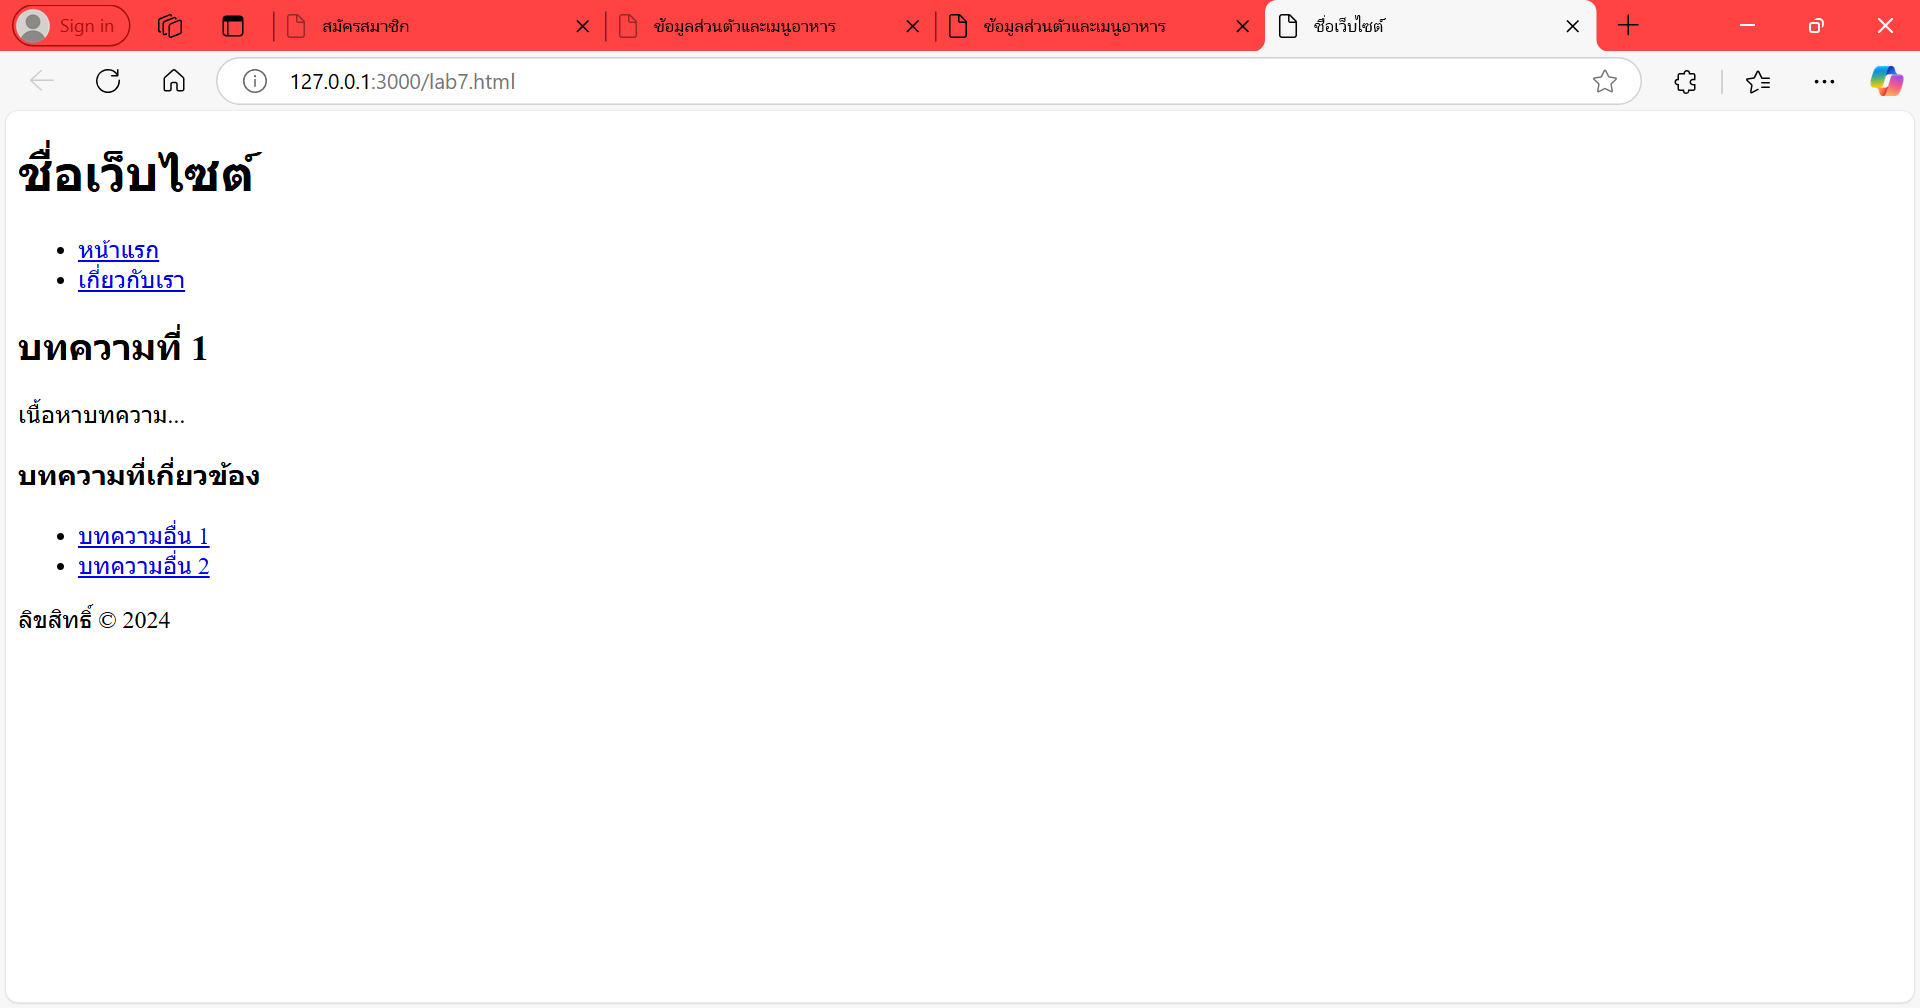 Sign in
สมัครสมาชิก
ข้อมูลส่วนตัวและเมนูอาหาร
ข้อมูลส่วนตัวและเมนูอาหาร
ชื่อเว็บไซต์
127.0.0.1:3000/lab7.html
ชื่อเว็บไซต์
หน้าแรก
เกี่ยวกับเรา
บทความที่ 1
เนื้อหาบทความ...
บทความที่เกี่ยวข้อง
บทความอื่น 1
บทความอื่น 2
ลิขสิทธิ์ © 2024